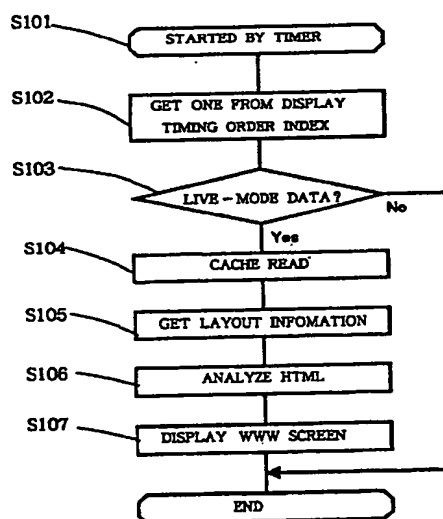 S101
STARTED BY TIMER
S102
GET ONE FROM DISPLAY
TIMING ORDER INDEX
S103
LIVE-MODE DATA?
No
Yes
S104
CACHE READ
S105
GET LAYOUT INFOMATION
S106
ANALYZE HTML
S107
DISPLAY WWW SCREEN
END